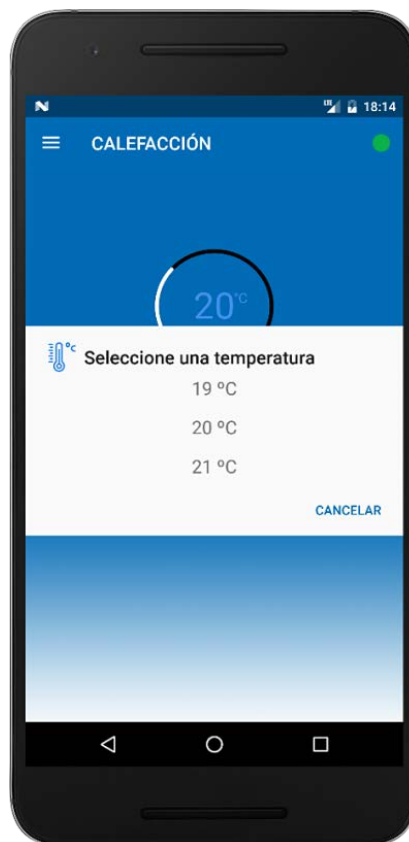 18:14
CALEFACCIÓN
20°C
°C
Seleccione una temperatura
19 ºC
20 ºC
21 ºC
CANCELAR